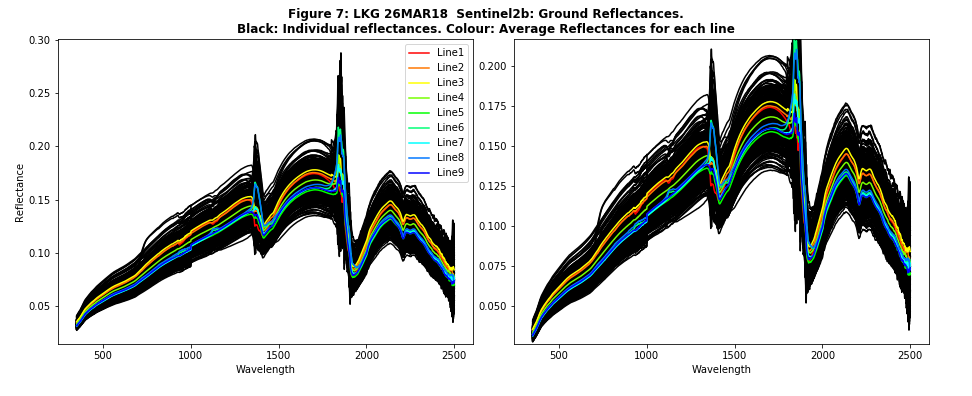 Figure 7: LKG 26MAR18  Sentinel2b: Ground Reflectances.
Black: Individual reflectances. Colour: Average Reflectances for each line
0.30
0.25
0.20
0.15
0.10
0.05
Reflectance
500
1000
1500
2000
2500
Wavelength
Line1
Line2
Line3
Line4
Line5
Line6
Line7
Line8
Line9
0.200
0.175
0.150
0.125
0.100
0.075
0.050
500
1000
1500
2000
2500
Wavelength